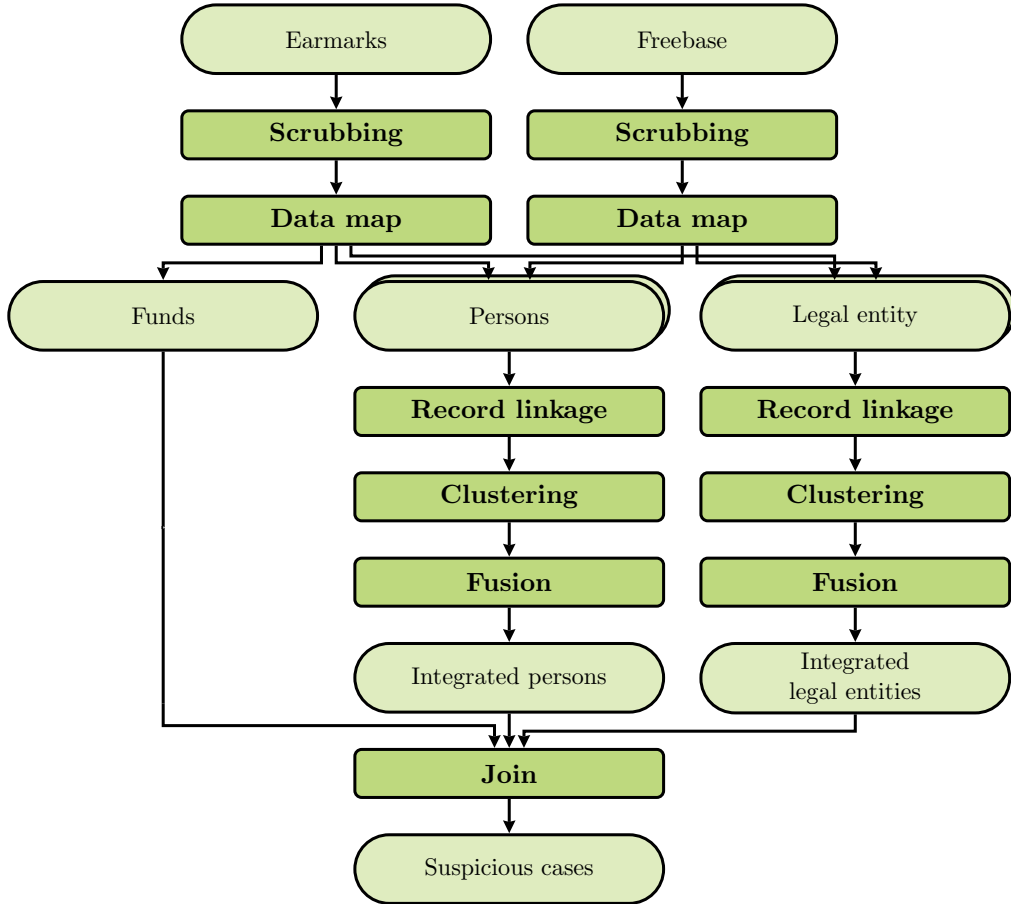 Earmarks
Freebase
Scrubbing
Scrubbing
Data map
Data map
Funds
Persons
Legal entity
Record linkage
Record linkage
Clustering
Clustering
Fusion
Fusion
Integrated persons
Integrated
legal entities
Join
Suspicious cases